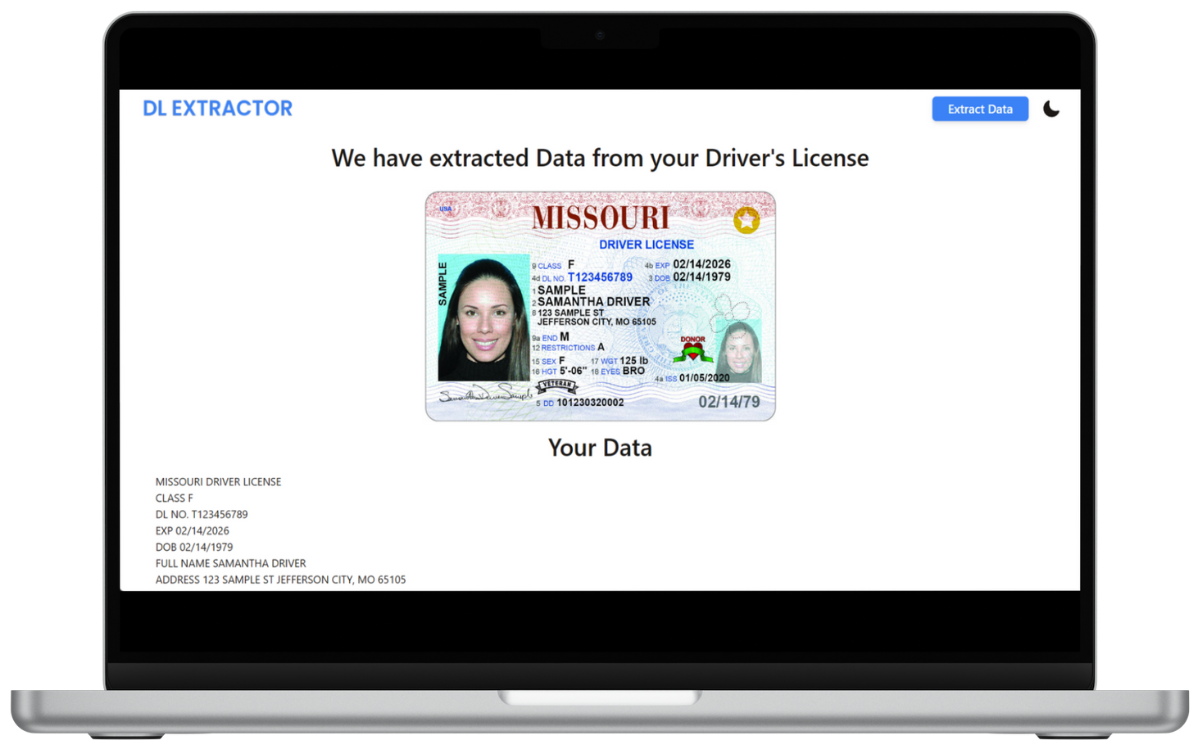 DL EXTRACTOR
Extract Data
We have extracted Data from your Driver's License
USA
MISSOURI
DRIVER LICENSE
9 CLASS F
4b EXP 02/14/2026
4d DL NO. T123456789
3 DOB 02/14/1979
1 SAMPLE
2 SAMANTHA DRIVER
8 123 SAMPLE ST
JEFFERSON CITY, MO 65105
SAMPLE
9a END M
12 RESTRICTIONS A
DONOR
15 SEX F
17 WGT 125 lb
16 HGT 5'-06"
18 EYES BRO
4a ISS 01/05/2020
VETERAN
Samantha Driver Sample
5 DD 101230320002
02/14/79
Your Data
MISSOURI DRIVER LICENSE
CLASS F
DL NO. T123456789
EXP 02/14/2026
DOB 02/14/1979
FULL NAME SAMANTHA DRIVER
ADDRESS 123 SAMPLE ST JEFFERSON CITY, MO 65105